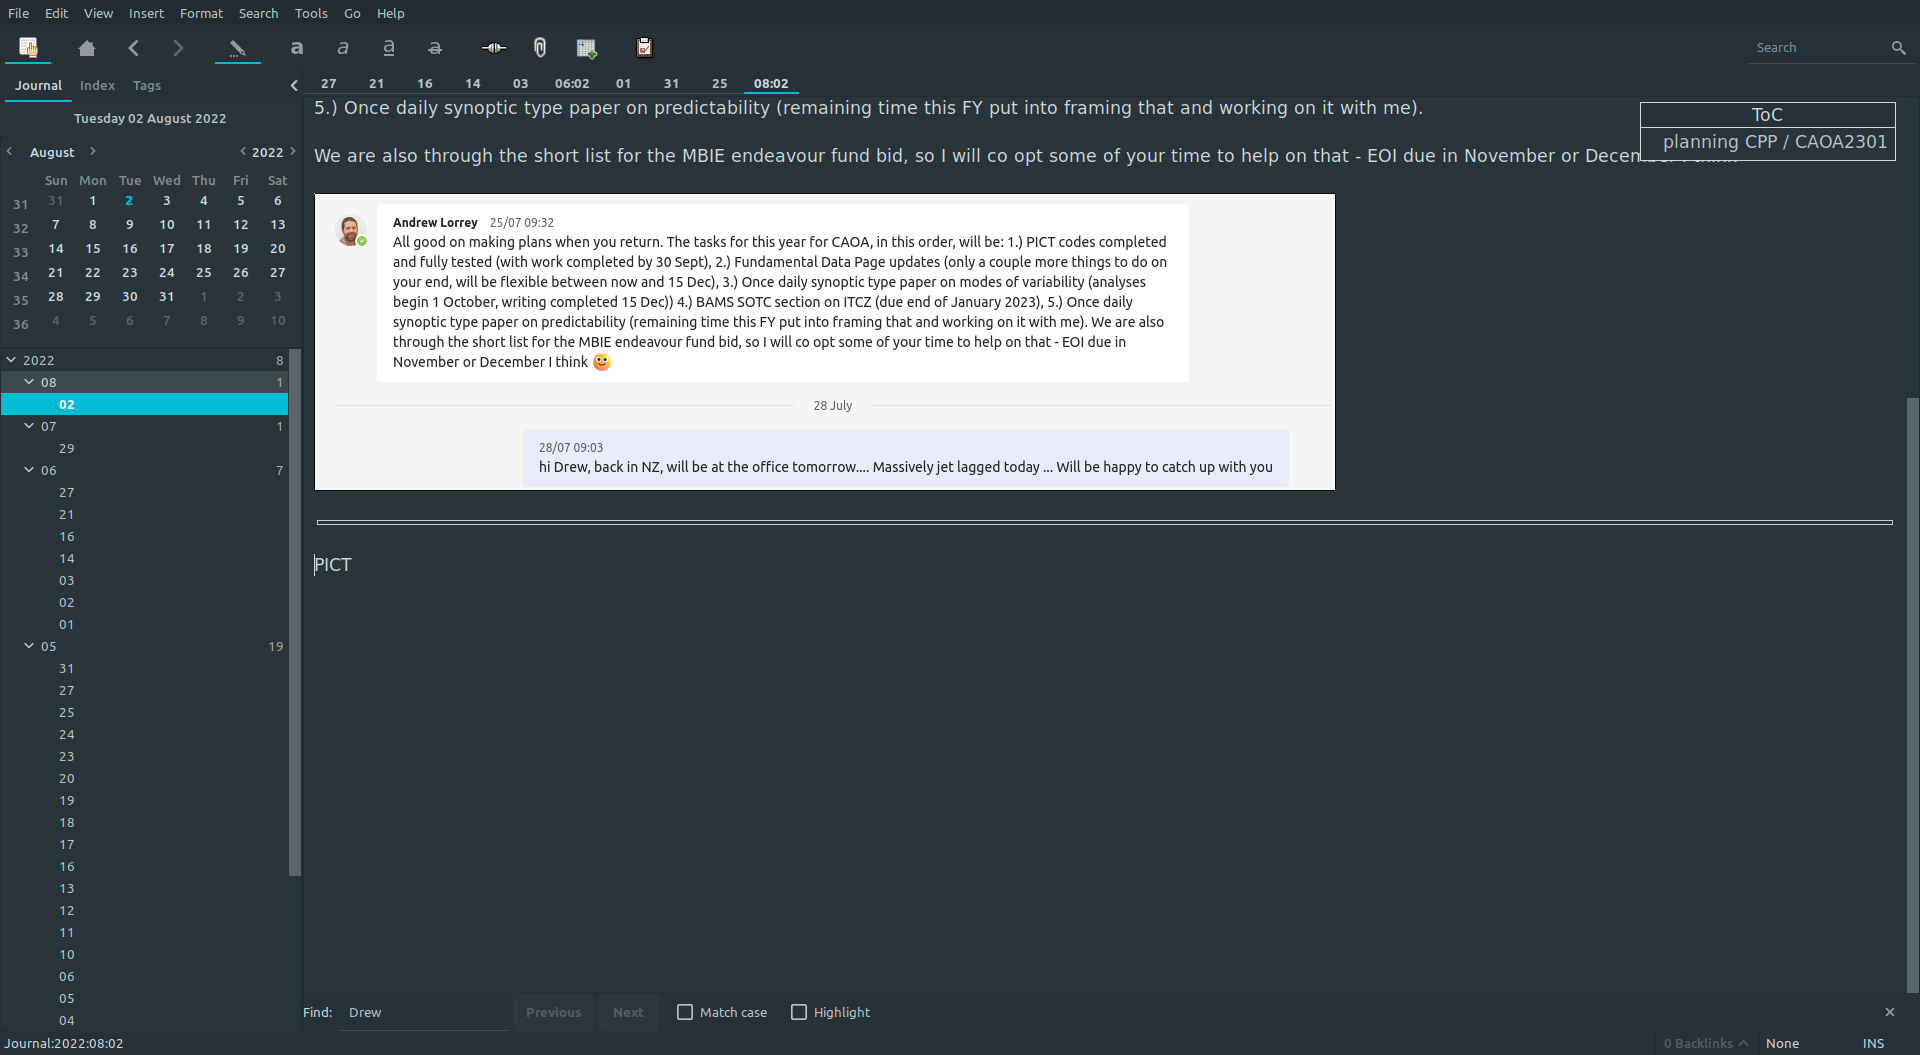 File Edit View Insert Format Search Tools Go Help
a a a a
Search
Journal Index Tags
27 21 16 14 03 06:02 01 31 25 08:02
Tuesday 02 August 2022
August 2022
Sun Mon Tue Wed Thu Fri Sat
31 31 1 2 3 4 5 6
32 7 8 9 10 11 12 13
33 14 15 16 17 18 19 20
34 21 22 23 24 25 26 27
35 28 29 30 31 1 2 3
36 4 5 6 7 8 9 10
2022 8
08 1
02
07 1
29
06 7
27
21
16
14
03
02
01
05 19
31
27
25
24
23
20
19
18
17
16
13
12
11
10
06
05
04
5.) Once daily synoptic type paper on predictability (remaining time this FY put into framing that and working on it with me).
ToC
planning CPP / CAOA2301
We are also through the short list for the MBIE endeavour fund bid, so I will co opt some of your time to help on that - EOI due in November or December I think
Andrew Lorrey 25/07 09:32
All good on making plans when you return. The tasks for this year for CAOA, in this order, will be: 1.) PICT codes completed
and fully tested (with work completed by 30 Sept), 2.) Fundamental Data Page updates (only a couple more things to do on
your end, will be flexible between now and 15 Dec), 3.) Once daily synoptic type paper on modes of variability (analyses
begin 1 October, writing completed 15 Dec)) 4.) BAMS SOTC section on ITCZ (due end of January 2023), 5.) Once daily
synoptic type paper on predictability (remaining time this FY put into framing that and working on it with me). We are also
through the short list for the MBIE endeavour fund bid, so I will co opt some of your time to help on that - EOI due in
November or December I think
28 July
28/07 09:03
hi Drew, back in NZ, will be at the office tomorrow.... Massively jet lagged today ... Will be happy to catch up with you
PICT
Find: Drew Previous Next Match case Highlight
Journal:2022:08:02
0 Backlinks None INS